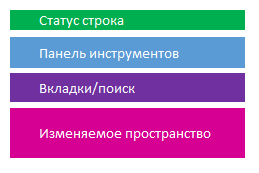 Статус строка
Панель инструментов
Вкладки/поиск
Изменяемое пространство